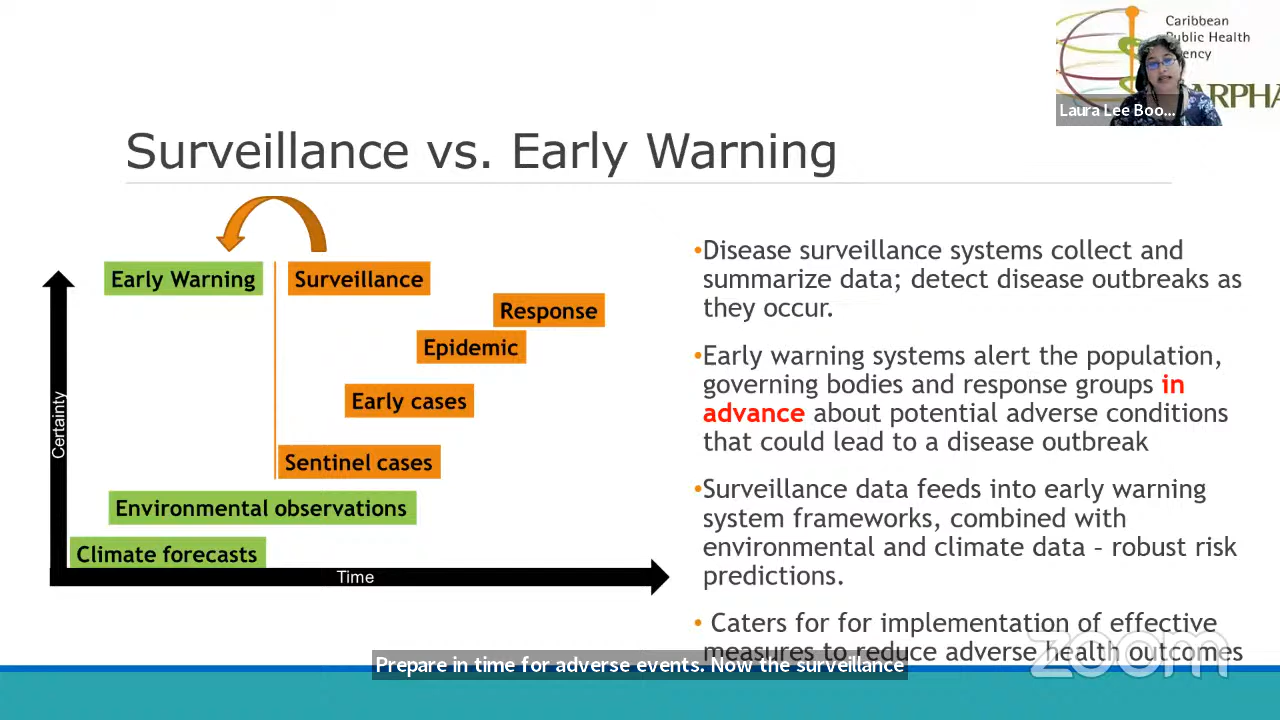 Caribbean
Public Health
ency
ARPHA
Laura Lee Boo...
Surveillance vs. Early Warning
Early Warning
Surveillance
Response
Epidemic
Early cases
Sentinel cases
Environmental observations
Climate forecasts
Certainty
Time
•Disease surveillance systems collect and
summarize data; detect disease outbreaks as
they occur.
•Early warning systems alert the population,
governing bodies and response groups in
advance about potential adverse conditions
that could lead to a disease outbreak
•Surveillance data feeds into early warning
system frameworks, combined with
environmental and climate data – robust risk
predictions.
• Caters for for implementation of effective
measures to reduce adverse health outcomes
zoom
Prepare in time for adverse events. Now the surveillance